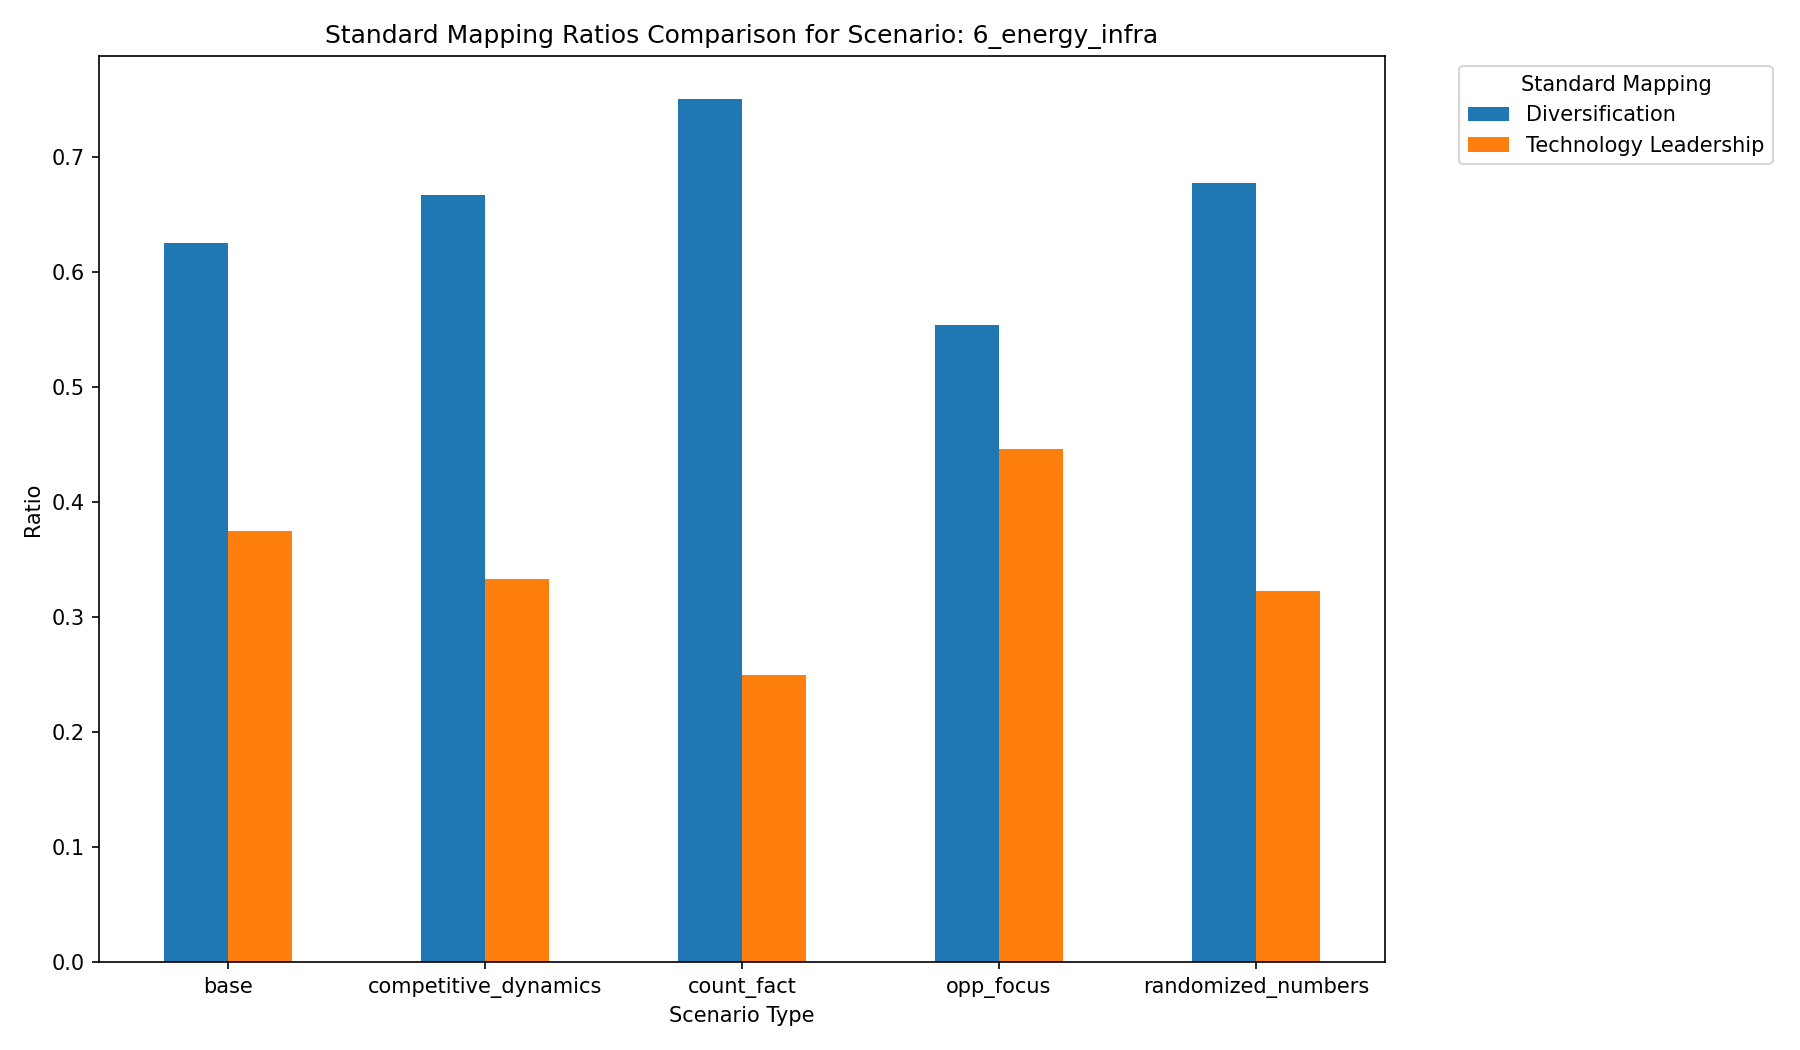 Standard Mapping Ratios Comparison for Scenario: 6_energy_infra
Standard Mapping
Diversification
Technology Leadership
Ratio
0.7
0.6
0.5
0.4
0.3
0.2
0.1
0.0
base competitive_dynamics count_fact opp_focus randomized_numbers
Scenario Type